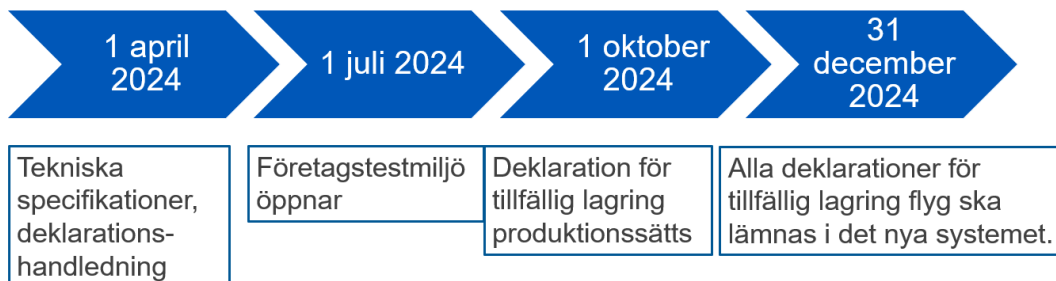 1 april
2024
1 juli 2024
1 oktober
2024
31
december
2024
Tekniska
specifikationer,
deklarations-
handledning
Företagstestmiljö
öppnar
Deklaration för
tillfällig lagring
produktionssätts
Alla deklarationer för
tillfällig lagring flyg ska
lämnas i det nya systemet.